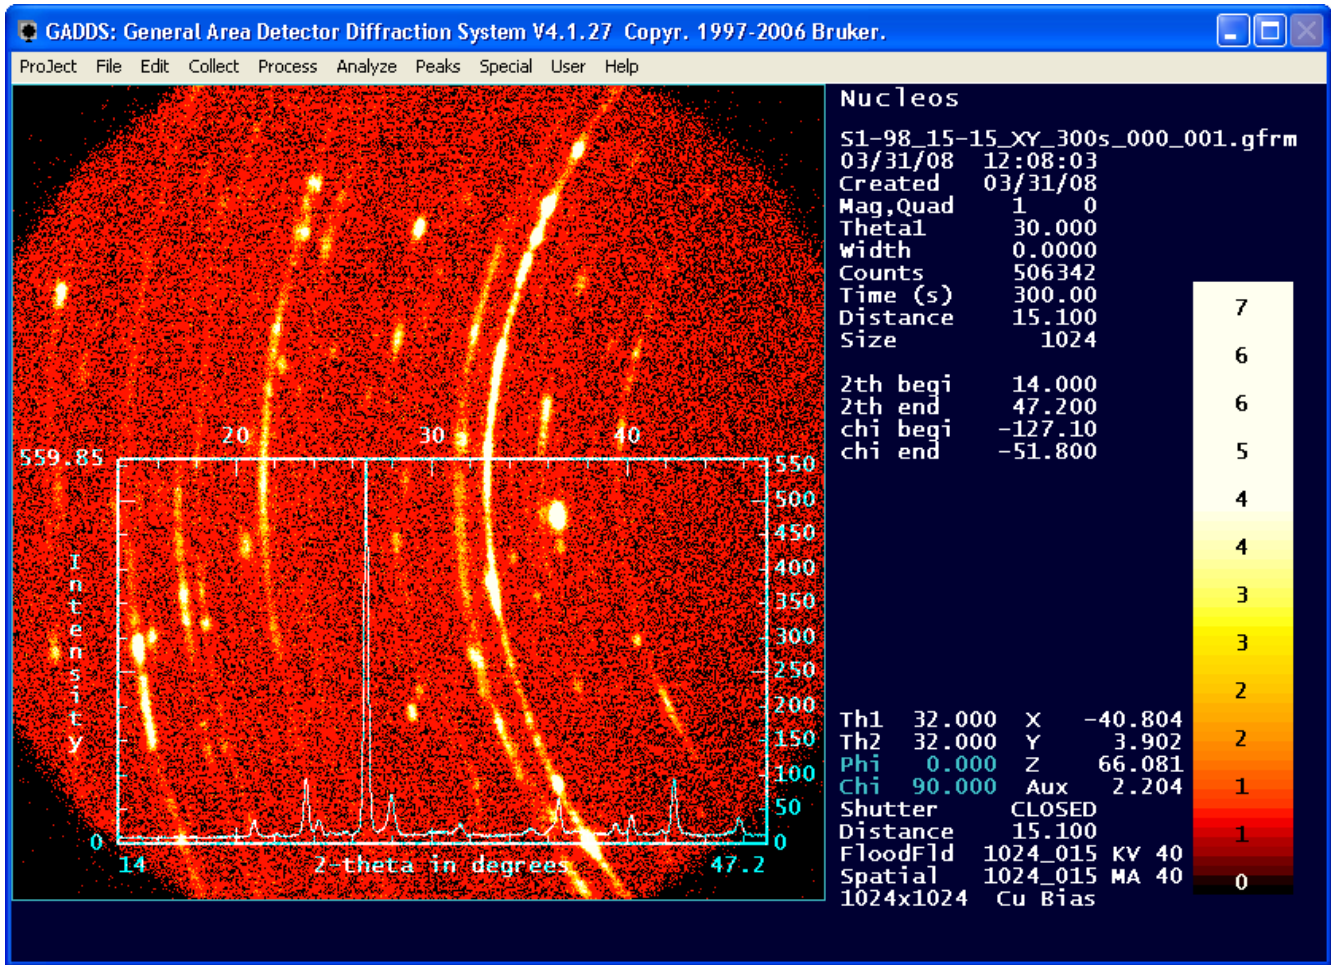 GADDS: General Area Detector Diffraction System V4.1.27 Copyr. 1997-2006 Bruker.
ProJect File Edit Collect Process Analyze Peaks Special User Help
Nucleos
S1-98_15-15_XY_300s_000_001.gfrm
03/31/08 12:08:03
Created 03/31/08
Mag,Quad 1 0
Theta1 30.000
Width 0.0000
Counts 506342
Time (s) 300.00
Distance 15.100
Size 1024
2th begi 14.000
2th end 47.200
chi begi -127.10
chi end -51.800
Th1 32.000 X -40.804
Th2 32.000 Y 3.902
Phi 0.000 Z 66.081
Chi 90.000 Aux 2.204
Shutter CLOSED
Distance 15.100
FloodFld 1024_015 KV 40
Spatial 1024_015 MA 40
1024x1024 Cu Bias
7
6
6
5
4
4
3
3
2
2
1
1
0
20 30 40
559.85
550
500
450
400
350
300
250
200
150
100
50
0
Intensity
0
14 2-theta in degrees 47.2